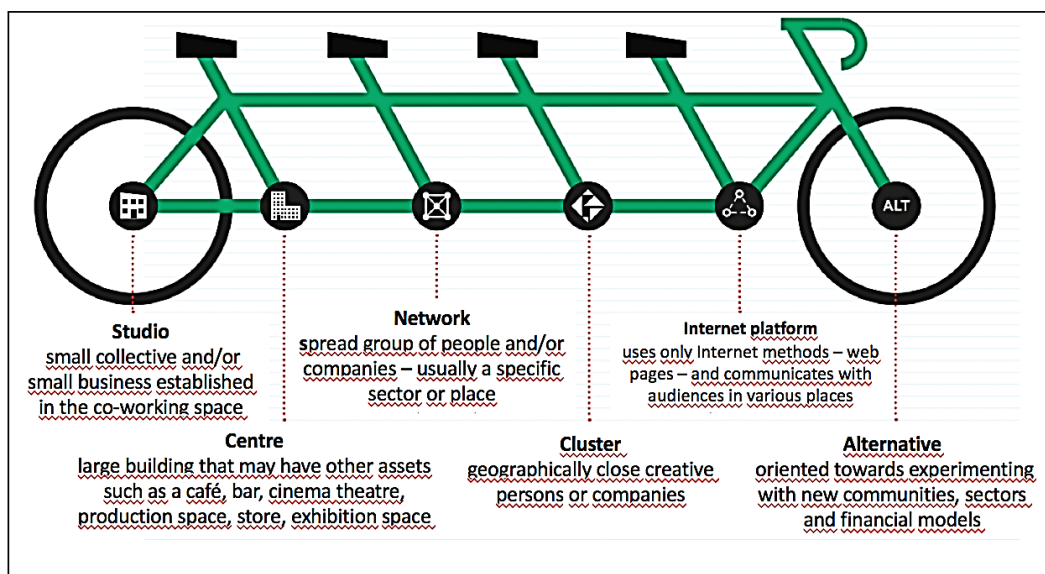 ALT
Studio
small collective and/or
small business established
in the co-working space
Centre
large building that may have other assets
such as a café, bar, cinema theatre,
production space, store, exhibition space
Network
spread group of people and/or
companies – usually a specific
sector or place
Cluster
geographically close creative
persons or companies
Internet platform
uses only Internet methods – web
pages – and communicates with
audiences in various places
Alternative
oriented towards experimenting
with new communities, sectors
and financial models